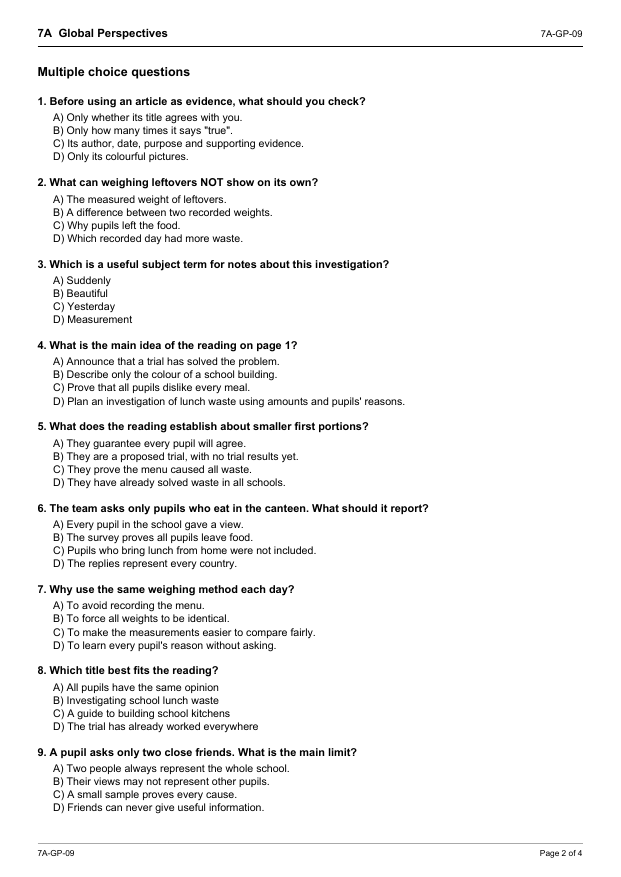 7A Global Perspectives
7A-GP-09
Multiple choice questions
1. Before using an article as evidence, what should you check?
A) Only whether its title agrees with you.
B) Only how many times it says "true".
C) Its author, date, purpose and supporting evidence.
D) Only its colourful pictures.
2. What can weighing leftovers NOT show on its own?
A) The measured weight of leftovers.
B) A difference between two recorded weights.
C) Why pupils left the food.
D) Which recorded day had more waste.
3. Which is a useful subject term for notes about this investigation?
A) Suddenly
B) Beautiful
C) Yesterday
D) Measurement
4. What is the main idea of the reading on page 1?
A) Announce that a trial has solved the problem.
B) Describe only the colour of a school building.
C) Prove that all pupils dislike every meal.
D) Plan an investigation of lunch waste using amounts and pupils' reasons.
5. What does the reading establish about smaller first portions?
A) They guarantee every pupil will agree.
B) They are a proposed trial, with no trial results yet.
C) They prove the menu caused all waste.
D) They have already solved waste in all schools.
6. The team asks only pupils who eat in the canteen. What should it report?
A) Every pupil in the school gave a view.
B) The survey proves all pupils leave food.
C) Pupils who bring lunch from home were not included.
D) The replies represent every country.
7. Why use the same weighing method each day?
A) To avoid recording the menu.
B) To force all weights to be identical.
C) To make the measurements easier to compare fairly.
D) To learn every pupil's reason without asking.
8. Which title best fits the reading?
A) All pupils have the same opinion
B) Investigating school lunch waste
C) A guide to building school kitchens
D) The trial has already worked everywhere
9. A pupil asks only two close friends. What is the main limit?
A) Two people always represent the whole school.
B) Their views may not represent other pupils.
C) A small sample proves every cause.
D) Friends can never give useful information.
7A-GP-09
Page 2 of 4